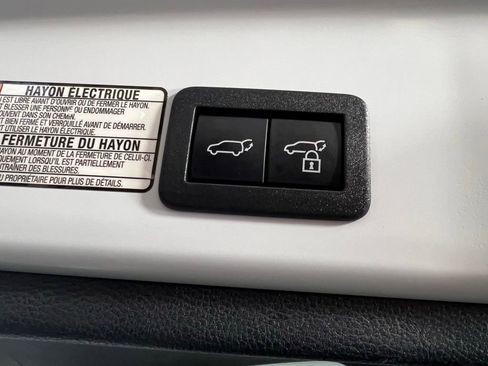 HAYON ÉLECTRIQUE
EST LIBRE AVANT D'OUVRIR OU DE FERMER LE HAYON.
BLESSER UNE PERSONNE OU ENDOMMAGER
OUVENT DANS SON CHEMIN.
BIEN FERMÉ ET VERROUILLÉ AVANT DE DÉMARRER.
UTILISER LE HAYON ÉLECTRIQUE.
FERMETURE DU HAYON
HAYON AU MOMENT DE LA FERMETURE DE CELUI-CI.
QUEMENT LORSQU'IL EST PARTIELLEMENT
TRAÎNER DES BLESSURES.
U PROPRIÉTAIRE POUR PLUS DE DÉTAILS.